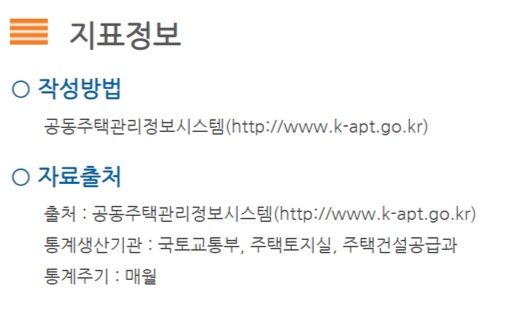 지표정보
○ 작성방법
공동주택관리정보시스템(http://www.k-apt.go.kr)
○ 자료출처
출처 : 공동주택관리정보시스템(http://www.k-apt.go.kr)
통계생산기관 : 국토교통부, 주택토지실, 주택건설공급과
통계주기 : 매월